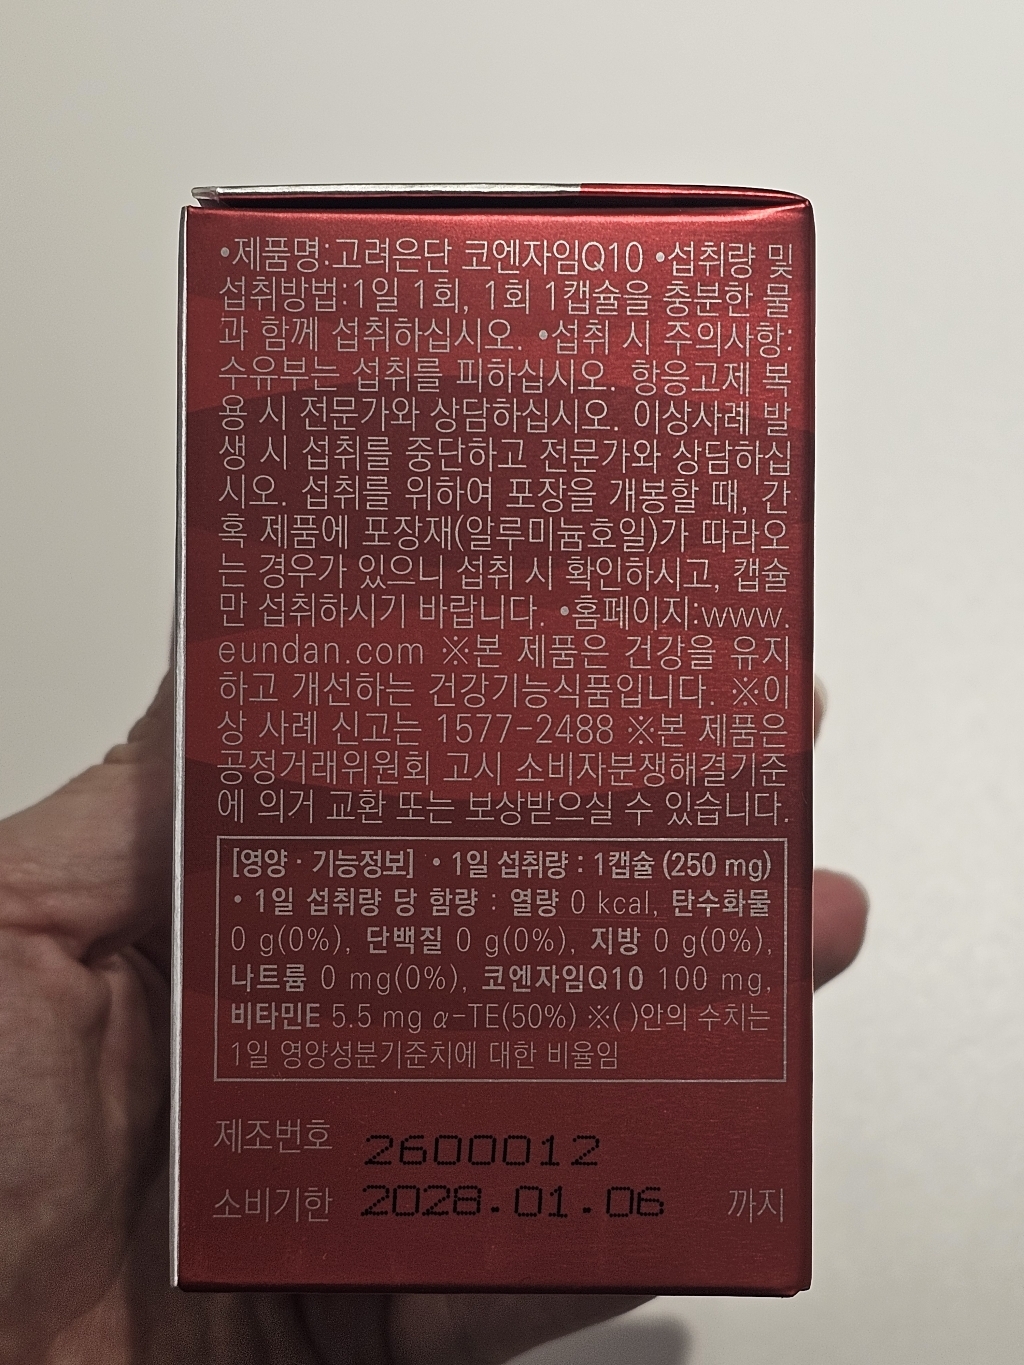 •제품명:고려은단 코엔자임Q10 •섭취량 및
섭취방법:1일 1회, 1회 1캡슐을 충분한 물
과 함께 섭취하십시오. •섭취 시 주의사항:
수유부는 섭취를 피하십시오. 항응고제 복
용 시 전문가와 상담하십시오. 이상사례 발
생 시 섭취를 중단하고 전문가와 상담하십
시오. 섭취를 위하여 포장을 개봉할 때, 간
혹 제품에 포장재(알루미늄호일)가 따라오
는 경우가 있으니 섭취 시 확인하시고, 캡슐
만 섭취하시기 바랍니다. •홈페이지:www.
eundan.com ※본 제품은 건강을 유지
하고 개선하는 건강기능식품입니다. ※이
상 사례 신고는 1577-2488 ※본 제품은
공정거래위원회 고시 소비자분쟁해결기준
에 의거 교환 또는 보상받으실 수 있습니다.
[영양·기능정보] • 1일 섭취량 : 1캡슐 (250 mg)
• 1일 섭취량 당 함량 : 열량 0 kcal, 탄수화물
0 g(0%), 단백질 0 g(0%), 지방 0 g(0%),
나트륨 0 mg(0%), 코엔자임Q10 100 mg,
비타민E 5.5 mg α-TE(50%) ※( )안의 수치는
1일 영양성분기준치에 대한 비율임
제조번호 2600012
소비기한 2028.01.06 까지